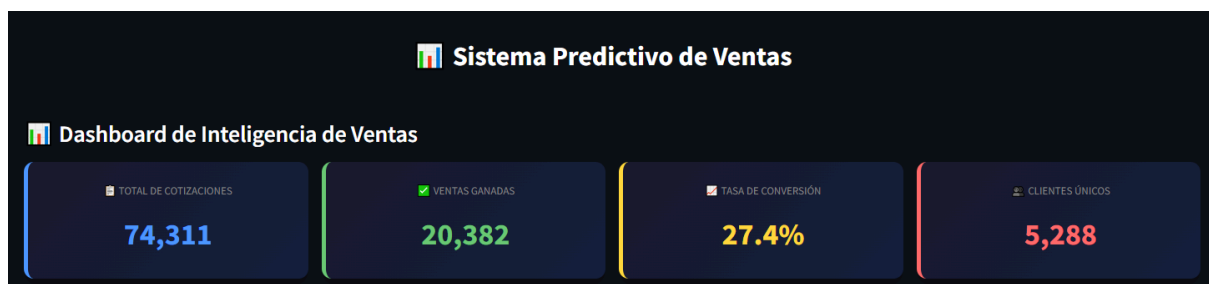 Sistema Predictivo de Ventas
Dashboard de Inteligencia de Ventas
TOTAL DE COTIZACIONES
74,311
VENTAS GANADAS
20,382
TASA DE CONVERSIÓN
27.4%
CLIENTES ÚNICOS
5,288